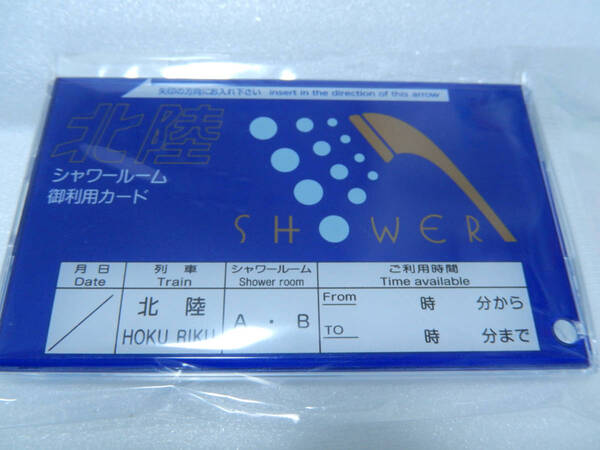 矢印の方向にお入れ下さい insert in the direction of this arrow
北陸
シャワールーム
御利用カード
SHOWER
月 日 列 車 シャワールーム ご利用時間
Date Train Shower room Time available
／ 北 陸 A ・ B From 時 分から
HOKU RIKU TO 時 分まで